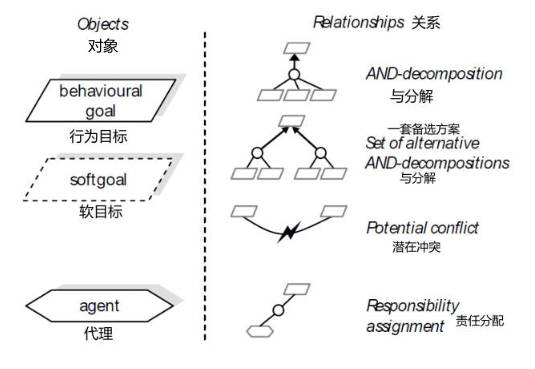 Objects
对象
behavioural
goal
行为目标
softgoal
软目标
agent
代理
Relationships 关系
AND-decomposition
与分解
一套备选方案
Set of alternative
AND-decompositions
与分解
Potential conflict
潜在冲突
Responsibility
assignment 责任分配